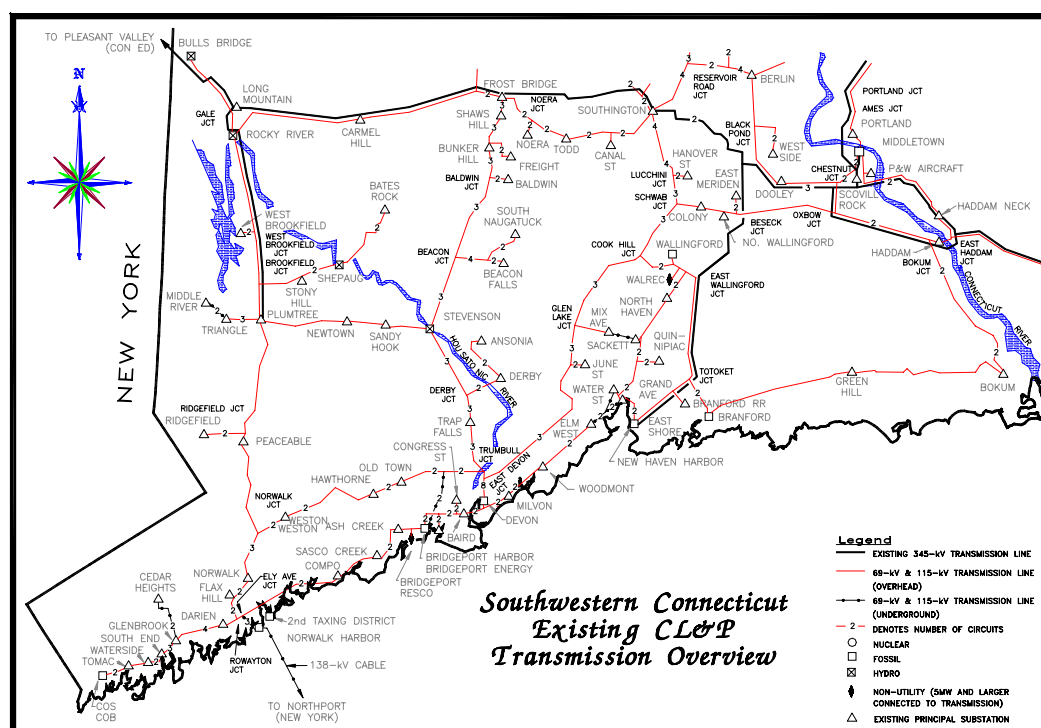 TO PLEASANT VALLEY
(CON ED)
BULLS BRIDGE
N
LONG
MOUNTAIN
GALE
JCT
ROCKY RIVER
CARMEL
HILL
FROST BRIDGE
SHAWS
HILL
NOERA
JCT
NOERA
TODD
CANAL
ST
SOUTHINGTON
RESERVOIR
ROAD
JCT
BERLIN
BLACK
POND
JCT
WEST
SIDE
PORTLAND JCT
AMES JCT
PORTLAND
MIDDLETOWN
P&W AIRCRAFT
CHESTNUT
JCT
SCOVILL
ROCK
DOOLEY
HADDAM NECK
BUNKER
HILL
FREIGHT
BALDWIN
JCT
BALDWIN
HANOVER ST
LUCCHINI
JCT
EAST
MERIDEN
SCHWAB
JCT
COLONY
BESECK
JCT
OXBOW
JCT
NO. WALLINGFORD
HADDAM
EAST
HADDAM
JCT
BOKUM
JCT
BATES
ROCK
SOUTH
NAUGATUCK
WEST
BROOKFIELD
WEST
BROOKFIELD
JCT
BROOKFIELD
JCT
SHEPAUG
STONY
HILL
BEACON
JCT
BEACON
FALLS
COOK HILL
JCT
WALLINGFORD
WALREC
EAST
WALLINGFORD
JCT
NORTH
HAVEN
CONNECTICUT
RIVER
NEW YORK
MIDDLE
RIVER
TRIANGLE
PLUMTREE
NEWTOWN
SANDY
HOOK
STEVENSON
GLEN
LAKE
JCT
MIX
AVE
SACKETT
QUIN-
NIPIAC
ANSONIA
HOUSATONIC
RIVER
DERBY
DERBY
JCT
JUNE
ST
WATER
ST
GRAND
AVE
TOTOKET
JCT
GREEN
HILL
BOKUM
BRANFORD RR
BRANFORD
EAST
SHORE
NEW HAVEN HARBOR
ELM
WEST
RIDGEFIELD JCT
RIDGEFIELD
PEACEABLE
TRAP
FALLS
CONGRESS
ST
TRUMBULL
JCT
EAST DEVON
JCT
WOODMONT
MILVON
DEVON
OLD TOWN
HAWTHORNE
NORWALK
JCT
WESTON
WESTON
ASH CREEK
BAIRD
BRIDGEPORT HARBOR
BRIDGEPORT ENERGY
BRIDGEPORT
RESCO
SASCO CREEK
COMPO
CEDAR
HEIGHTS
NORWALK
FLAX
HILL
ELY AVE
JCT
DARIEN
GLENBROOK
SOUTH END
WATERSIDE
TOMAC
COS
COB
2nd TAXING DISTRICT
NORWALK HARBOR
ROWAYTON
JCT
138-kV CABLE
TO NORTHPORT
(NEW YORK)
Southwestern Connecticut
Existing CL&P
Transmission Overview
Legend
EXISTING 345-kV TRANSMISSION LINE
69-kV & 115-kV TRANSMISSION LINE
(OVERHEAD)
69-kV & 115-kV TRANSMISSION LINE
(UNDERGROUND)
2 DENOTES NUMBER OF CIRCUITS
NUCLEAR
FOSSIL
HYDRO
NON-UTILITY (5MW AND LARGER
CONNECTED TO TRANSMISSION)
EXISTING PRINCIPAL SUBSTATION